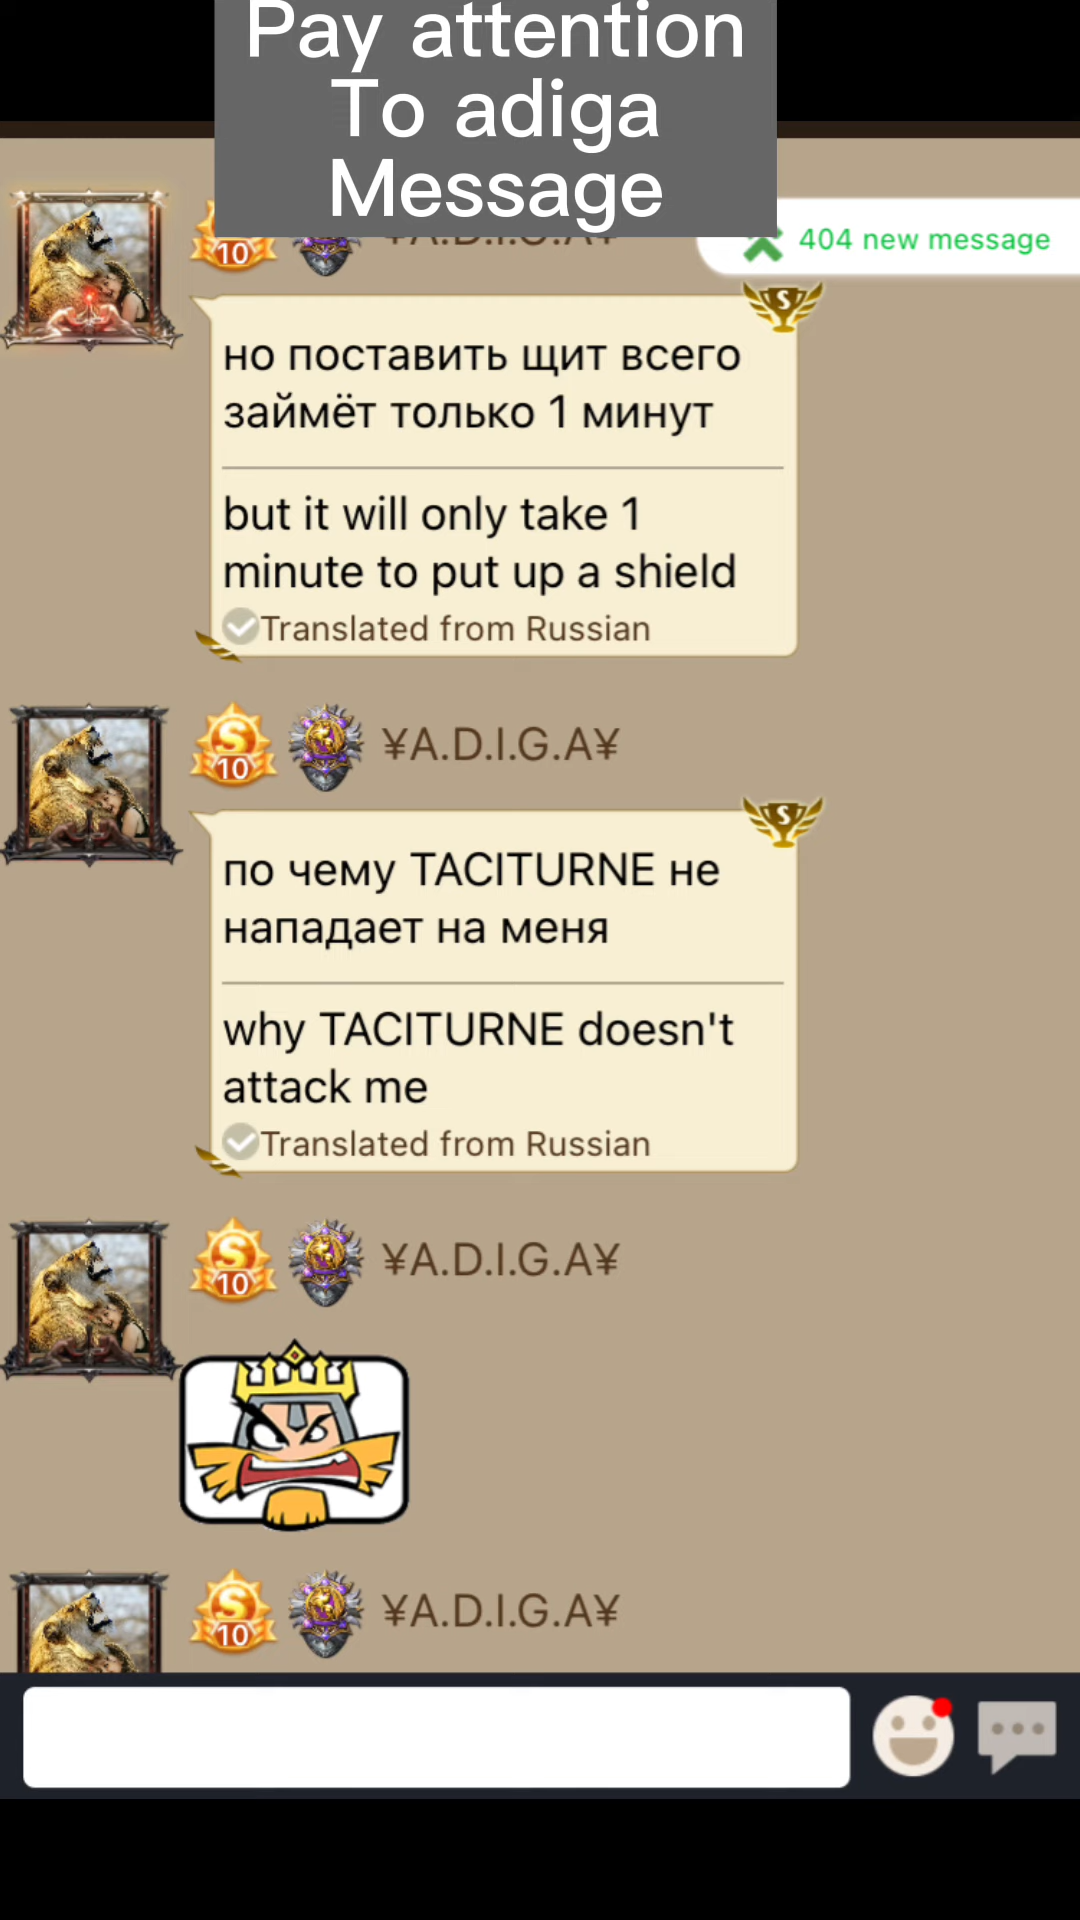 Pay attention
To adiga
Message
10
404 new message
S
но поставить щит всего
займёт только 1 минут
but it will only take 1
minute to put up a shield
Translated from Russian
S
10
¥A.D.I.G.A¥
S
по чему TACITURNE не
нападает на меня
why TACITURNE doesn't
attack me
Translated from Russian
S
10
¥A.D.I.G.A¥
S
10
¥A.D.I.G.A¥